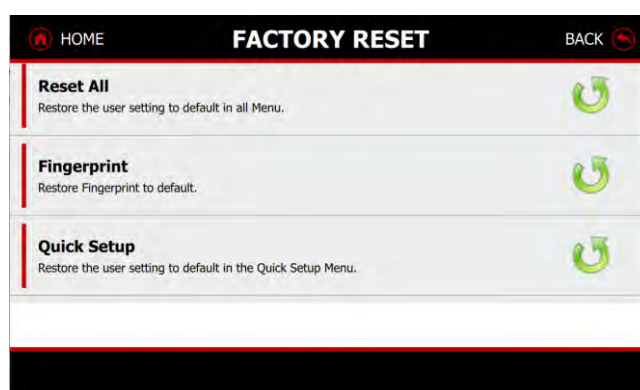 HOME FACTORY RESET BACK
Reset All
Restore the user setting to default in all Menu.
Fingerprint
Restore Fingerprint to default.
Quick Setup
Restore the user setting to default in the Quick Setup Menu.